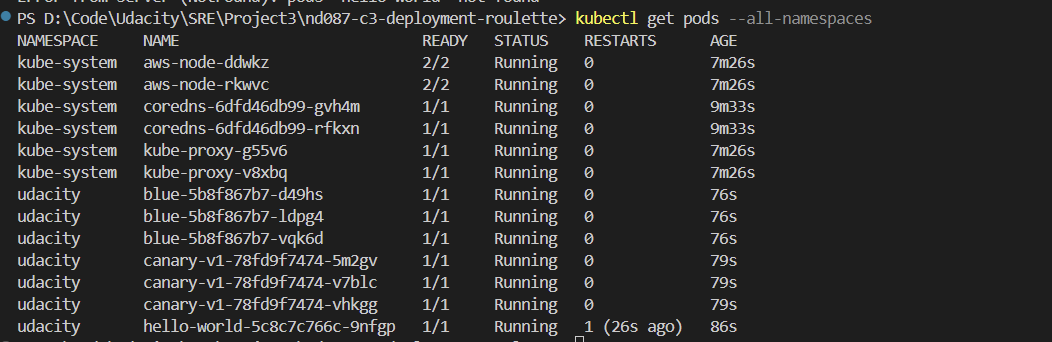 PS D:\Code\Udacity\SRE\Project3\nd087-c3-deployment-roulette> kubectl get pods --all-namespaces
NAMESPACE NAME READY STATUS RESTARTS AGE
kube-system aws-node-ddwkz 2/2 Running 0 7m26s
kube-system aws-node-rkwvc 2/2 Running 0 7m26s
kube-system coredns-6dfd46db99-gvh4m 1/1 Running 0 9m33s
kube-system coredns-6dfd46db99-rfkxn 1/1 Running 0 9m33s
kube-system kube-proxy-g55v6 1/1 Running 0 7m26s
kube-system kube-proxy-v8xbq 1/1 Running 0 7m26s
udacity blue-5b8f867b7-d49hs 1/1 Running 0 76s
udacity blue-5b8f867b7-ldpg4 1/1 Running 0 76s
udacity blue-5b8f867b7-vqk6d 1/1 Running 0 76s
udacity canary-v1-78fd9f7474-5m2gv 1/1 Running 0 79s
udacity canary-v1-78fd9f7474-v7blc 1/1 Running 0 79s
udacity canary-v1-78fd9f7474-vhkgg 1/1 Running 0 79s
udacity hello-world-5c8c7c766c-9nfgp 1/1 Running 1 (26s ago) 86s